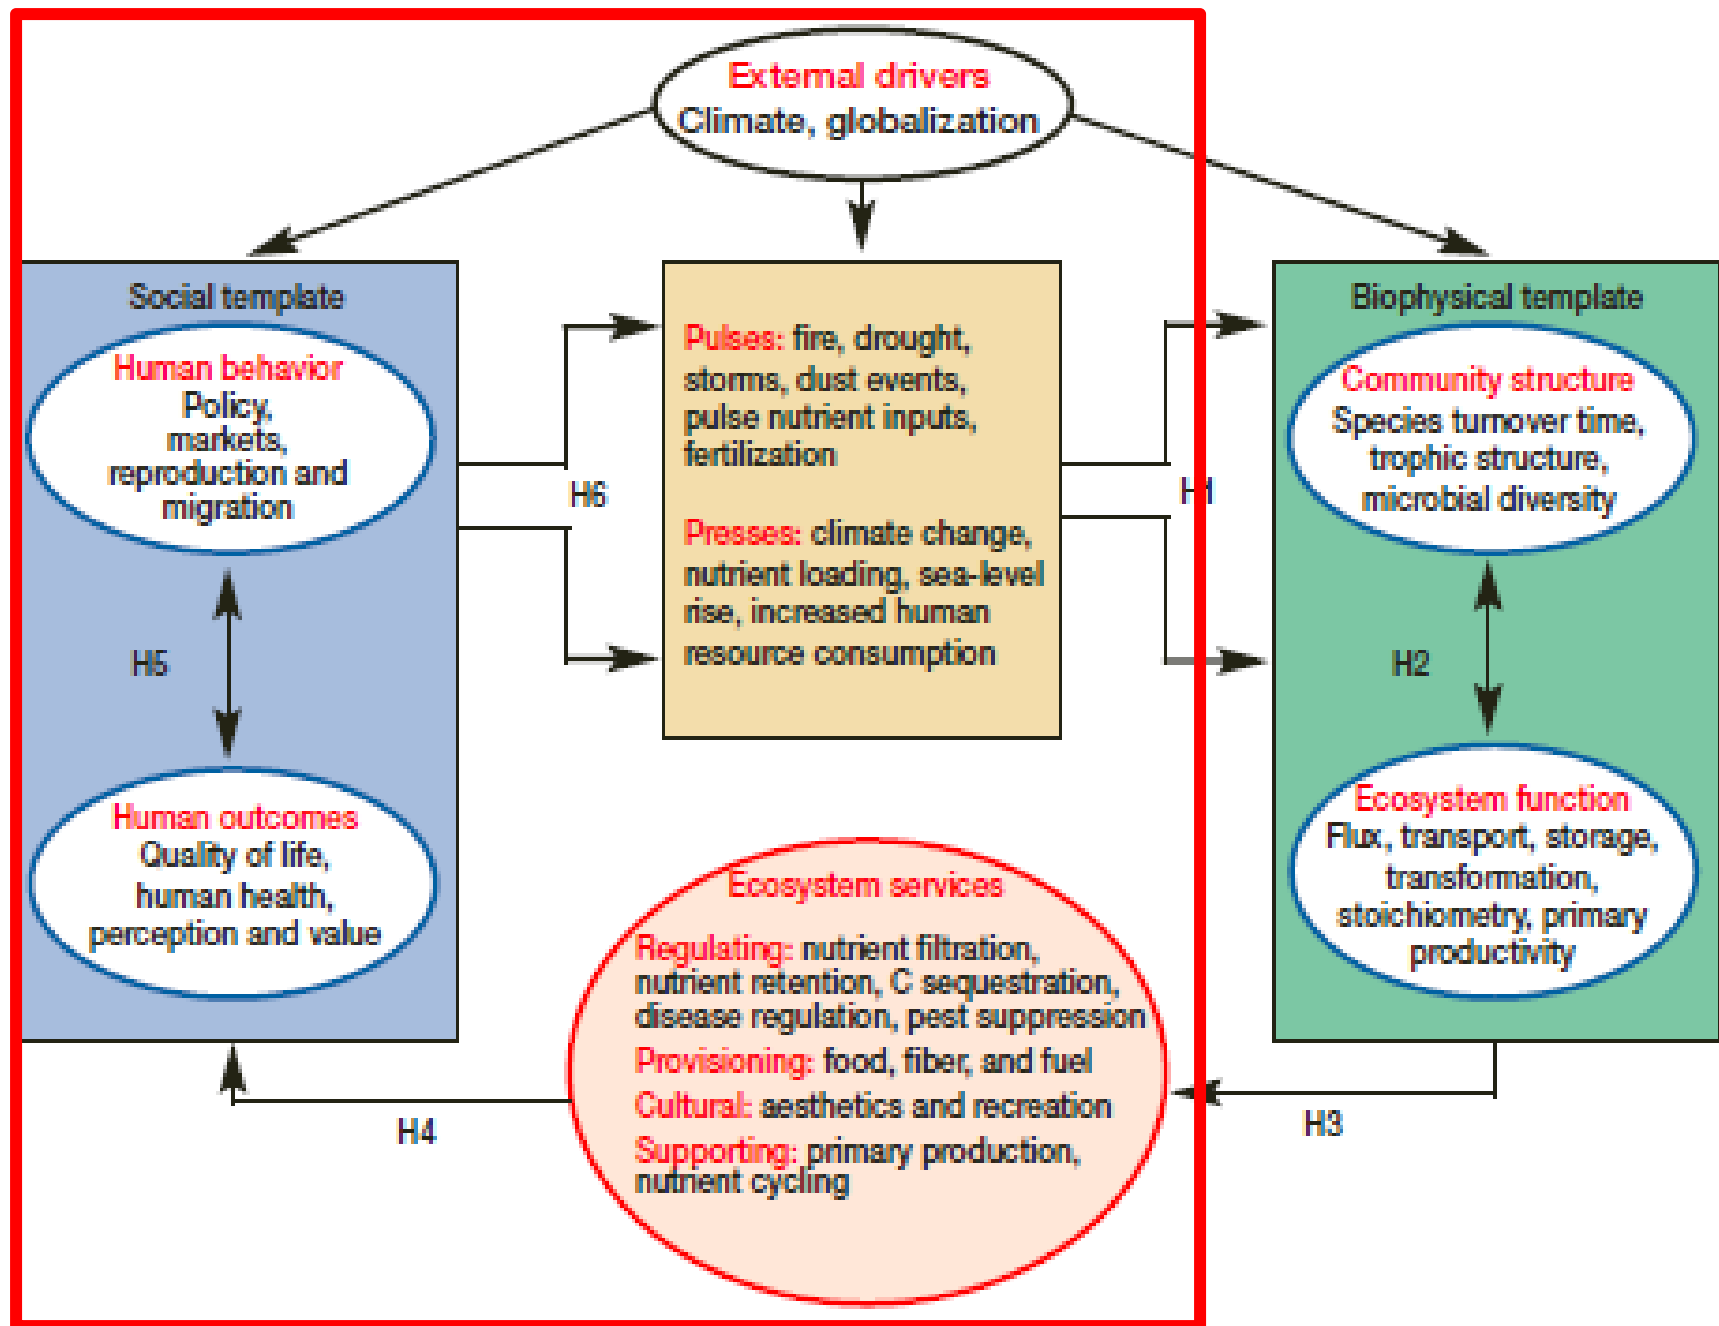 External drivers
Climate, globalization
Social template
Human behavior
Policy,
markets,
reproduction and
migration
H5
Human outcomes
Quality of life,
human health,
perception and value
H6
Pulses: fire, drought,
storms, dust events,
pulse nutrient inputs,
fertilization
Presses: climate change,
nutrient loading, sea-level
rise, increased human
resource consumption
H1
Biophysical template
Community structure
Species turnover time,
trophic structure,
microbial diversity
H2
Ecosystem function
Flux, transport, storage,
transformation,
stoichiometry, primary
productivity
Ecosystem services
Regulating: nutrient filtration,
nutrient retention, C sequestration,
disease regulation, pest suppression
Provisioning: food, fiber, and fuel
Cultural: aesthetics and recreation
Supporting: primary production,
nutrient cycling
H4
H3